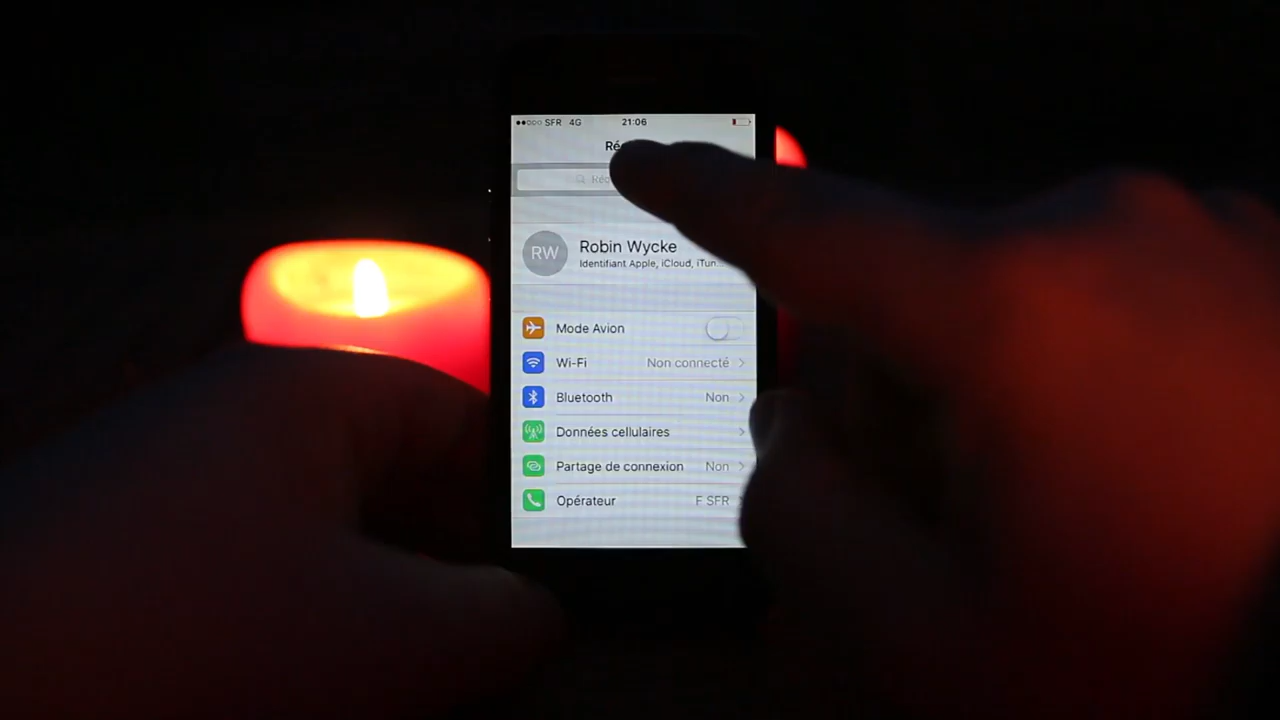 SFR 4G 21:06
RW
Robin Wycke
Identifiant Apple, iCloud, iTun...
Mode Avion
Wi-Fi Non connecté
Bluetooth Non
Données cellulaires
Partage de connexion Non
Opérateur F SFR